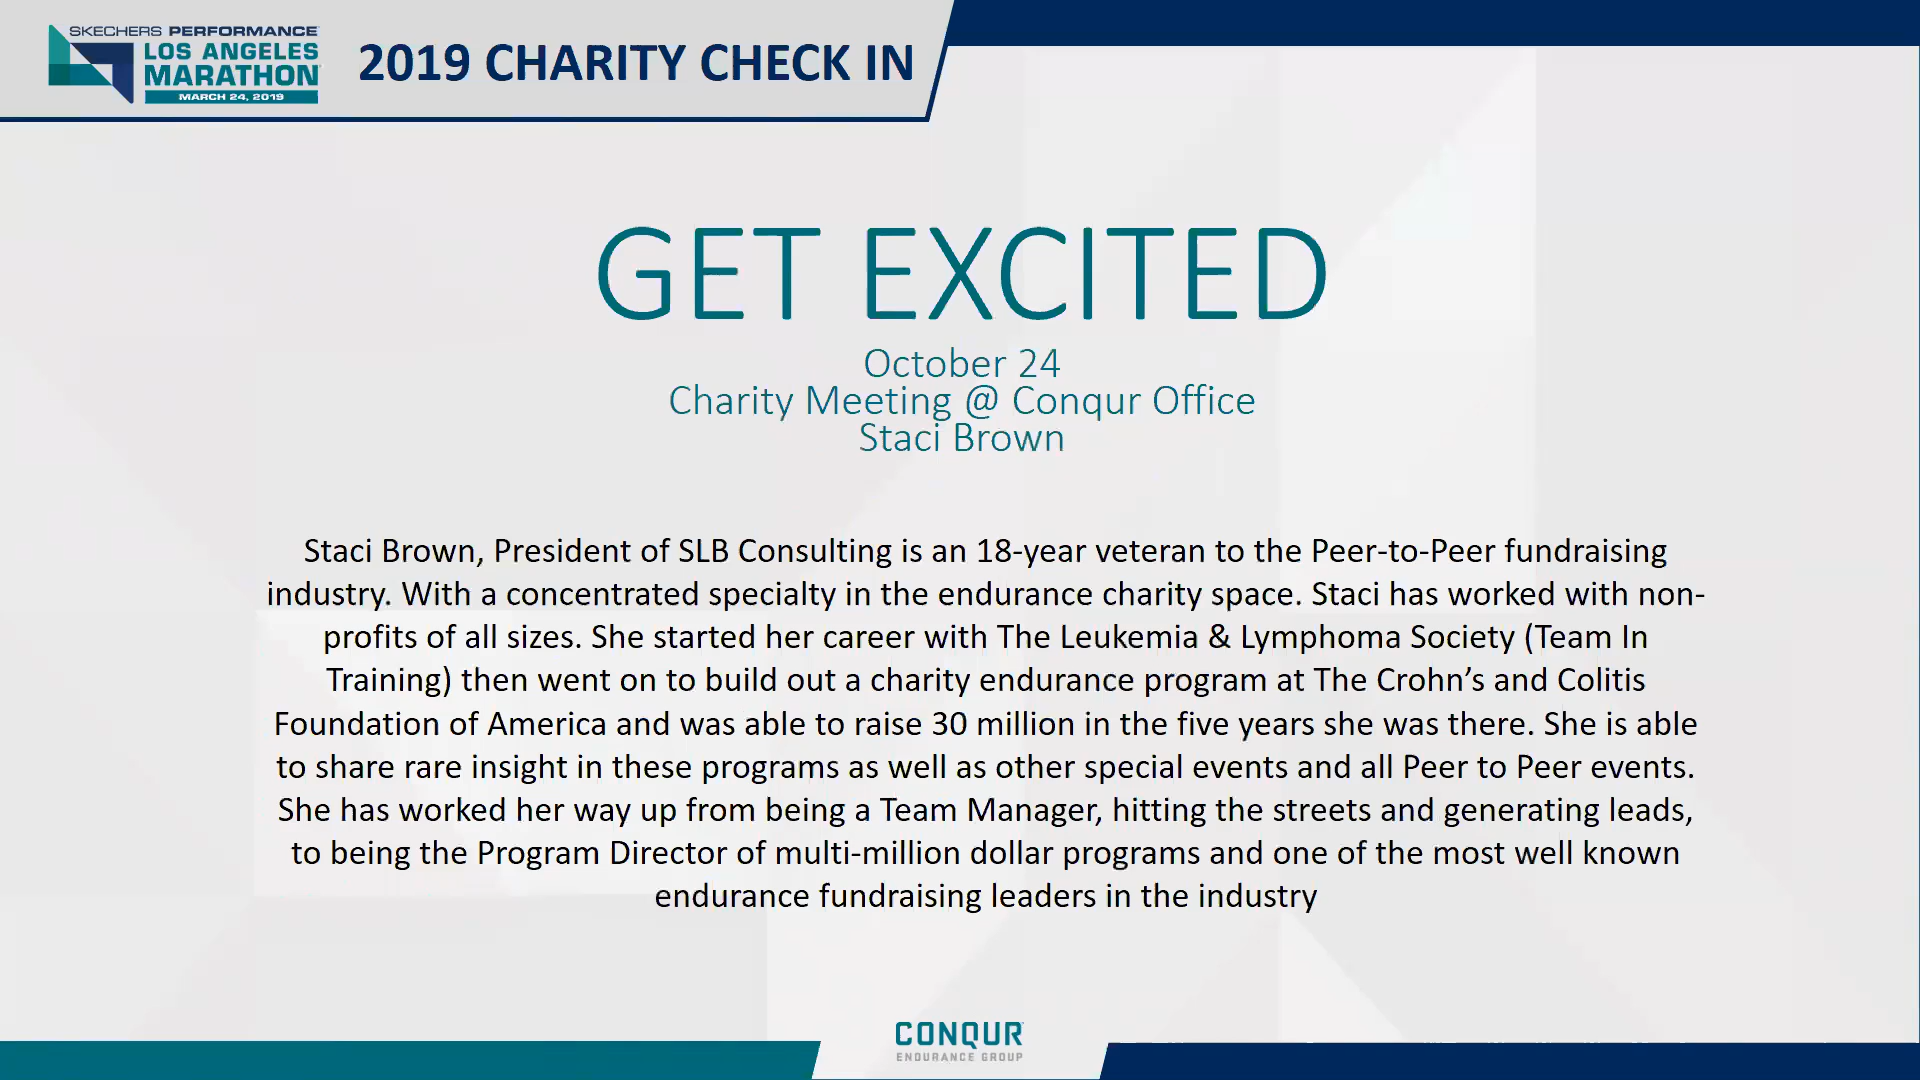 SKECHERS PERFORMANCE
LOS ANGELES
MARATHON
MARCH 24, 2019
2019 CHARITY CHECK IN
GET EXCITED
October 24
Charity Meeting @ Conqur Office
Staci Brown
Staci Brown, President of SLB Consulting is an 18-year veteran to the Peer-to-Peer fundraising
industry. With a concentrated specialty in the endurance charity space. Staci has worked with non-
profits of all sizes. She started her career with The Leukemia & Lymphoma Society (Team In
Training) then went on to build out a charity endurance program at The Crohn’s and Colitis
Foundation of America and was able to raise 30 million in the five years she was there. She is able
to share rare insight in these programs as well as other special events and all Peer to Peer events.
She has worked her way up from being a Team Manager, hitting the streets and generating leads,
to being the Program Director of multi-million dollar programs and one of the most well known
endurance fundraising leaders in the industry
CONQUR
ENDURANCE GROUP